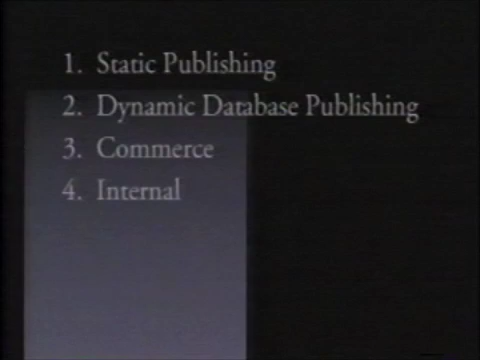 1. Static Publishing
2. Dynamic Database Publishing
3. Commerce
4. Internal